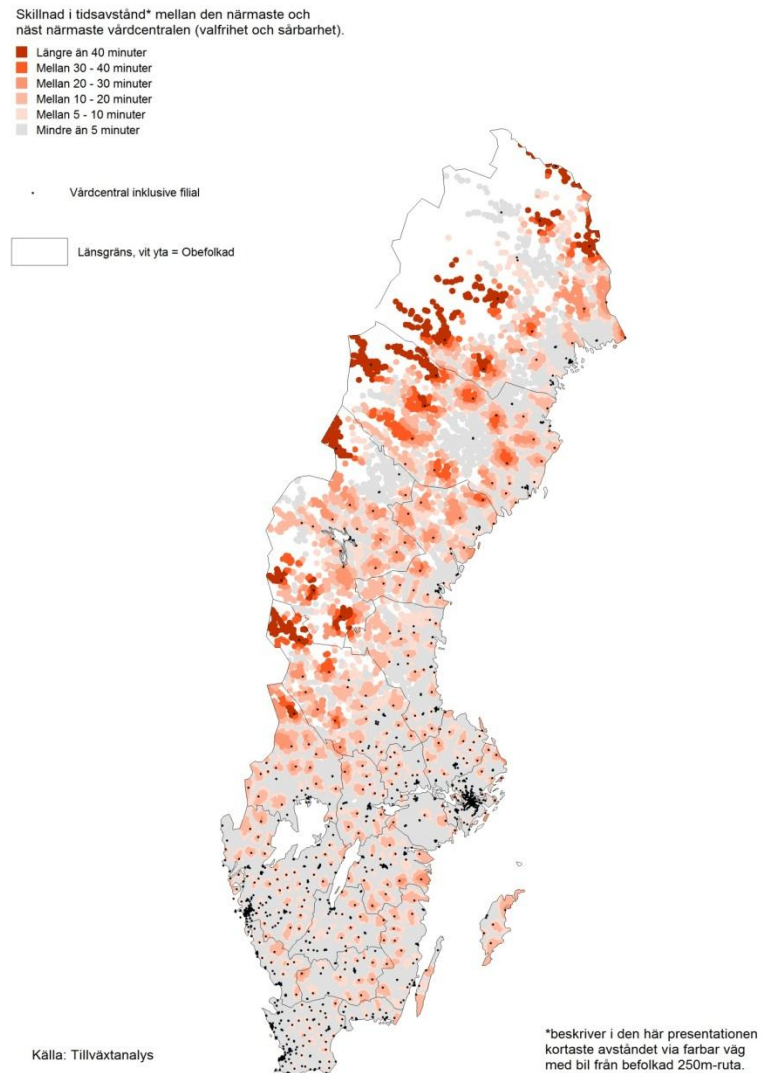 Skillnad i tidsavstånd* mellan den närmaste och
näst närmaste vårdcentralen (valfrihet och sårbarhet).
Längre än 40 minuter
Mellan 30 - 40 minuter
Mellan 20 - 30 minuter
Mellan 10 - 20 minuter
Mellan 5 - 10 minuter
Mindre än 5 minuter
Vårdcentral inklusive filial
Länsgräns, vit yta = Obefolkad
Källa: Tillväxtanalys
*beskriver i den här presentationen
kortaste avståndet via farbar väg
med bil från befolkad 250m-ruta.